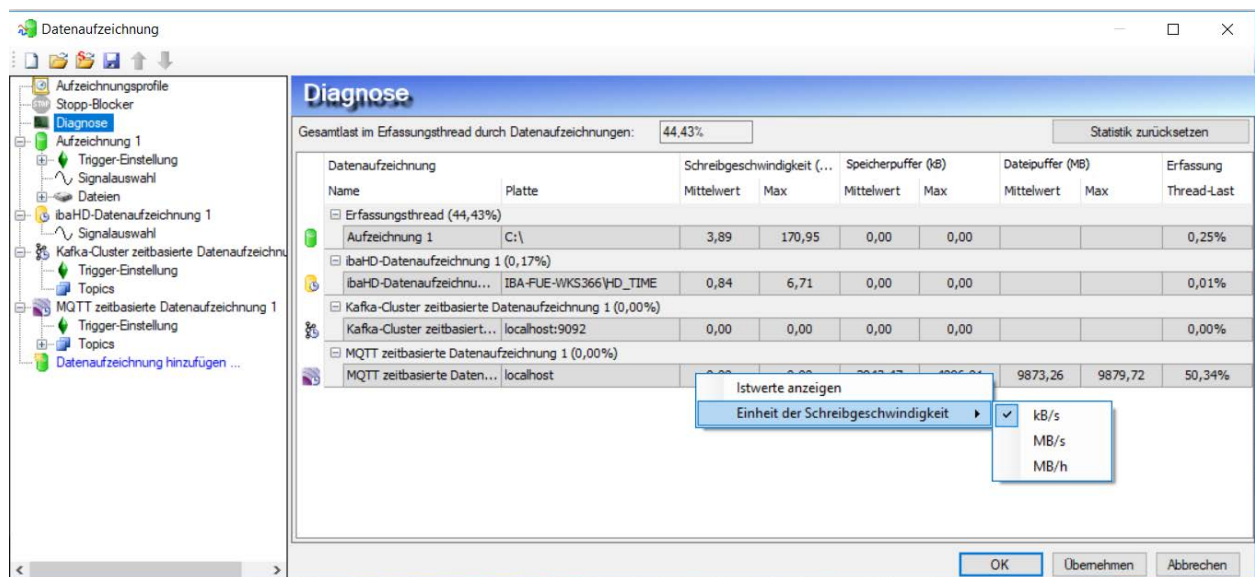 Datenaufzeichnung
Aufzeichnungsprofile
Stopp-Blocker
Diagnose
Aufzeichnung 1
Trigger-Einstellung
Signalauswahl
Dateien
ibaHD-Datenaufzeichnung 1
Signalauswahl
Kafka-Cluster zeitbasierte Datenaufzeichnu
Trigger-Einstellung
Topics
MQTT zeitbasierte Datenaufzeichnung 1
Trigger-Einstellung
Topics
Datenaufzeichnung hinzufügen ...
Diagnose
Gesamtlast im Erfassungthread durch Datenaufzeichnungen: 44,43% Statistik zurücksetzen
Datenaufzeichnung Schreibgeschwindigkeit (... Speicherpuffer (kB) Dateipuffer (MB) Erfassung
Name Platte Mittelwert Max Mittelwert Max Mittelwert Max Thread-Last
Erfassungsthread (44,43%)
Aufzeichnung 1 C:\ 3,89 170,95 0,00 0,00 0,25%
ibaHD-Datenaufzeichnung 1 (0,17%)
ibaHD-Datenaufzeichnu... IBA-FUE-WKS366\HD_TIME 0,84 6,71 0,00 0,00 0,01%
Kafka-Cluster zeitbasierte Datenaufzeichnung 1 (0,00%)
Kafka-Cluster zeitbasiert... localhost:9092 0,00 0,00 0,00 0,00 0,00%
MQTT zeitbasierte Datenaufzeichnung 1 (0,00%)
MQTT zeitbasierte Daten... localhost 9873,26 9879,72 50,34%
Istwerte anzeigen
Einheit der Schreibgeschwindigkeit
kB/s
MB/s
MB/h
OK Übernehmen Abbrechen